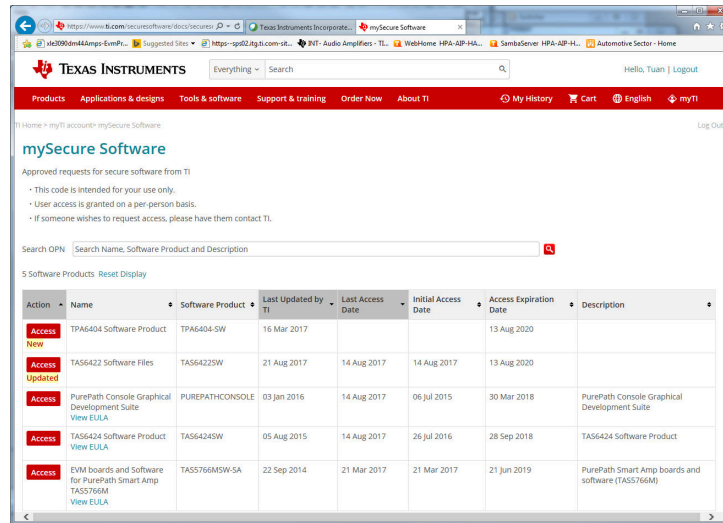 https://www.ti.com/securesoftware/docs/securesi
Texas Instruments Incorporate...
mySecure Software
xle3090dm44Amps-EvmPr...
Suggested Sites
https--sps02.itg.ti.com-sit...
INT- Audio Amplifiers - TI...
WebHome HPA-AIP-HA...
SambaServer HPA-AIP-H...
Automotive Sector - Home
TEXAS INSTRUMENTS
Everything
Search
Hello, Tuan | Logout
Products
Applications & designs
Tools & software
Support & training
Order Now
About TI
My History
Cart
English
myTI
TI Home > myTI account> mySecure Software
Log Out
mySecure Software
Approved requests for secure software from TI
• This code is intended for your use only.
• User access is granted on a per-person basis.
• If someone wishes to request access, please have them contact TI.
Search OPN
Search Name, Software Product and Description
5 Software Products Reset Display
Action
Name
Software Product
Last Updated by TI
Last Access Date
Initial Access Date
Access Expiration Date
Description
Access
New
TPA6404 Software Product
TPA6404-SW
16 Mar 2017
13 Aug 2020
Access
Updated
TAS6422 Software Files
TAS6422SW
21 Aug 2017
14 Aug 2017
14 Aug 2017
13 Aug 2020
Access
PurePath Console Graphical
Development Suite
View EULA
PUREPATHCONSOLE
03 Jan 2016
14 Aug 2017
06 Jul 2015
30 Mar 2018
PurePath Console Graphical
Development Suite
Access
TAS6424 Software Product
View EULA
TAS6424SW
05 Aug 2015
14 Aug 2017
26 Jul 2016
28 Sep 2018
TAS6424 Software Product
Access
EVM boards and Software
for PurePath Smart Amp
TAS5766M
View EULA
TAS5766MSW-SA
22 Sep 2014
21 Mar 2017
21 Mar 2017
21 Jun 2019
PurePath Smart Amp boards and
software (TAS5766M)